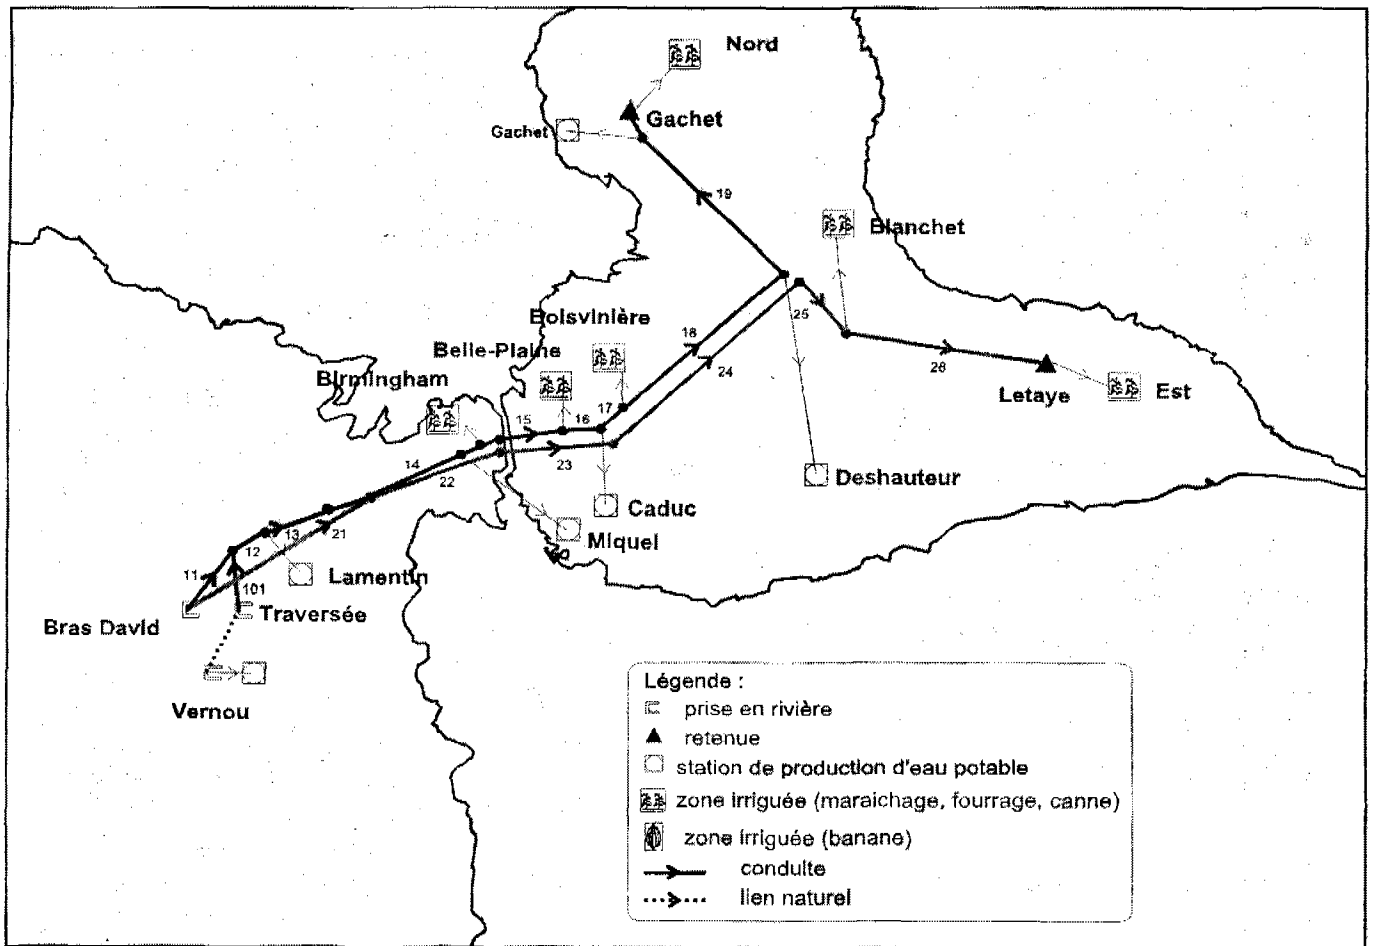 Nord
Gachet
Gachet
19
Blanchet
25
Boisvinière
18
Belle-Plaine
24
26
Birmingham
Letaye
Est
17
15
16
14
23
22
Deshauteur
Caduc
Miquel
13
21
12
11
Lamentin
101
Traversée
Bras David
Vernou
Légende :
prise en rivière
retenue
station de production d'eau potable
zone irriguée (maraichage, fourrage, canne)
zone irriguée (banane)
conduite
lien naturel